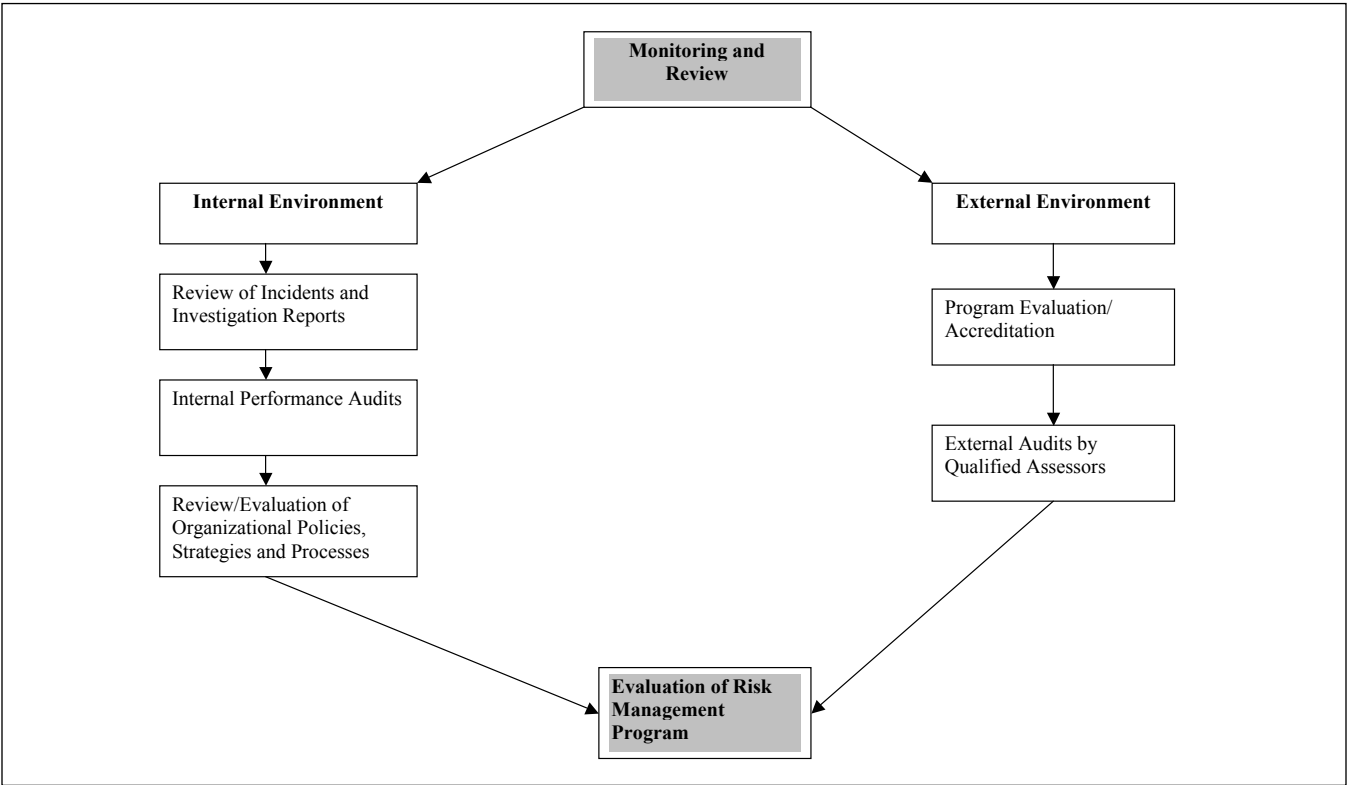 Monitoring and
Review
Internal Environment
External Environment
Review of Incidents and
Investigation Reports
Program Evaluation/
Accreditation
Internal Performance Audits
External Audits by
Qualified Assessors
Review/Evaluation of
Organizational Policies,
Strategies and Processes
Evaluation of Risk
Management
Program